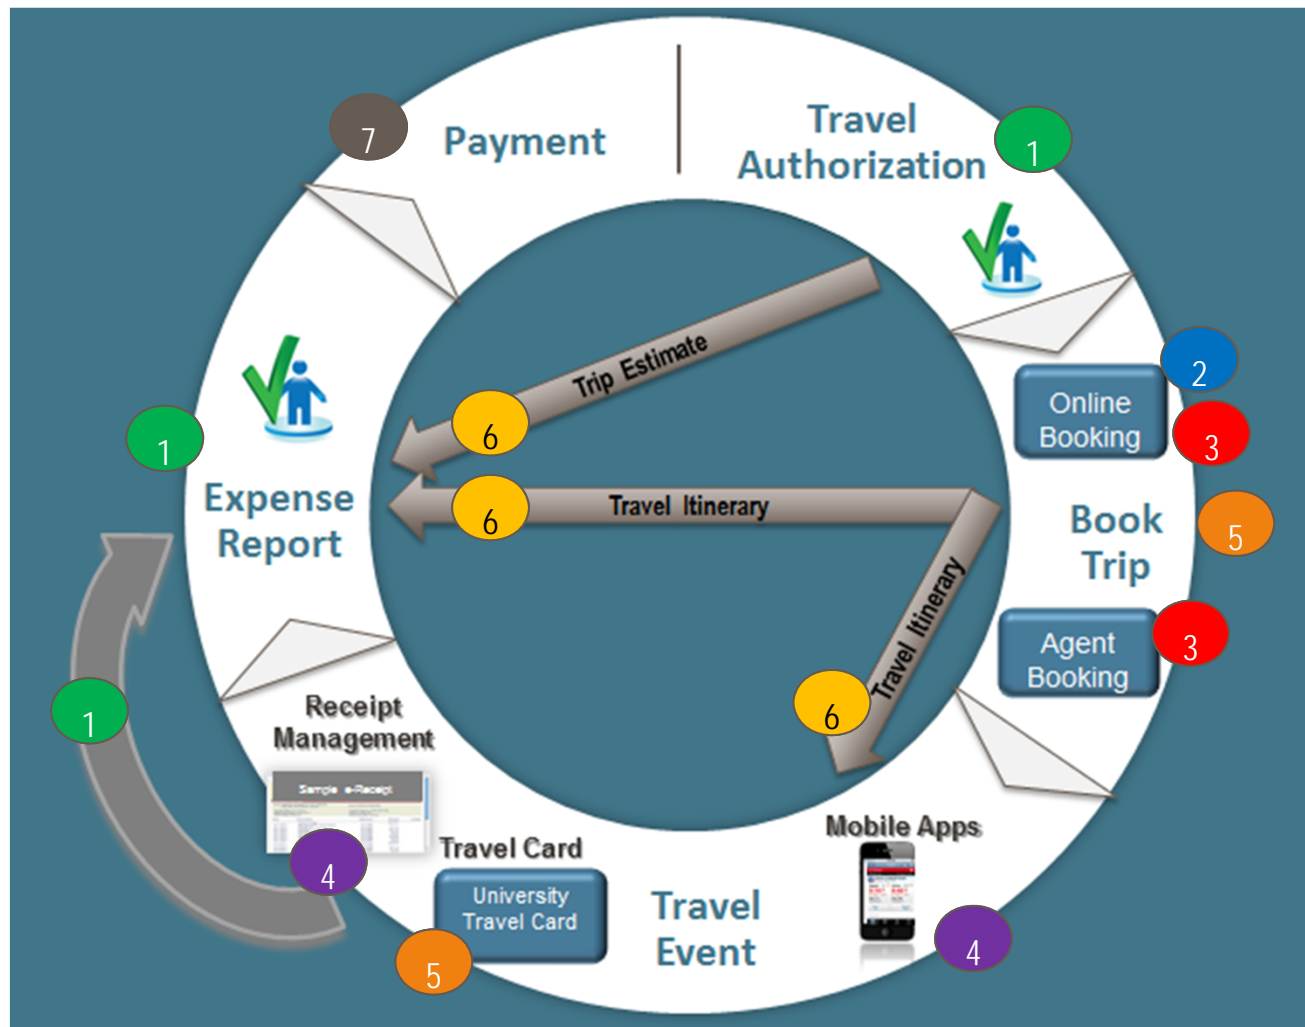 7
Payment
Travel
Authorization
1
Trip Estimate
6
2
Online
Booking
3
1
Expense
Report
6
Travel Itinerary
Book
Trip
5
Travel Itinerary
6
Agent
Booking
3
1
Receipt
Management
Sample e-Receipt
4
Travel Card
University
Travel Card
5
Travel
Event
Mobile Apps
4